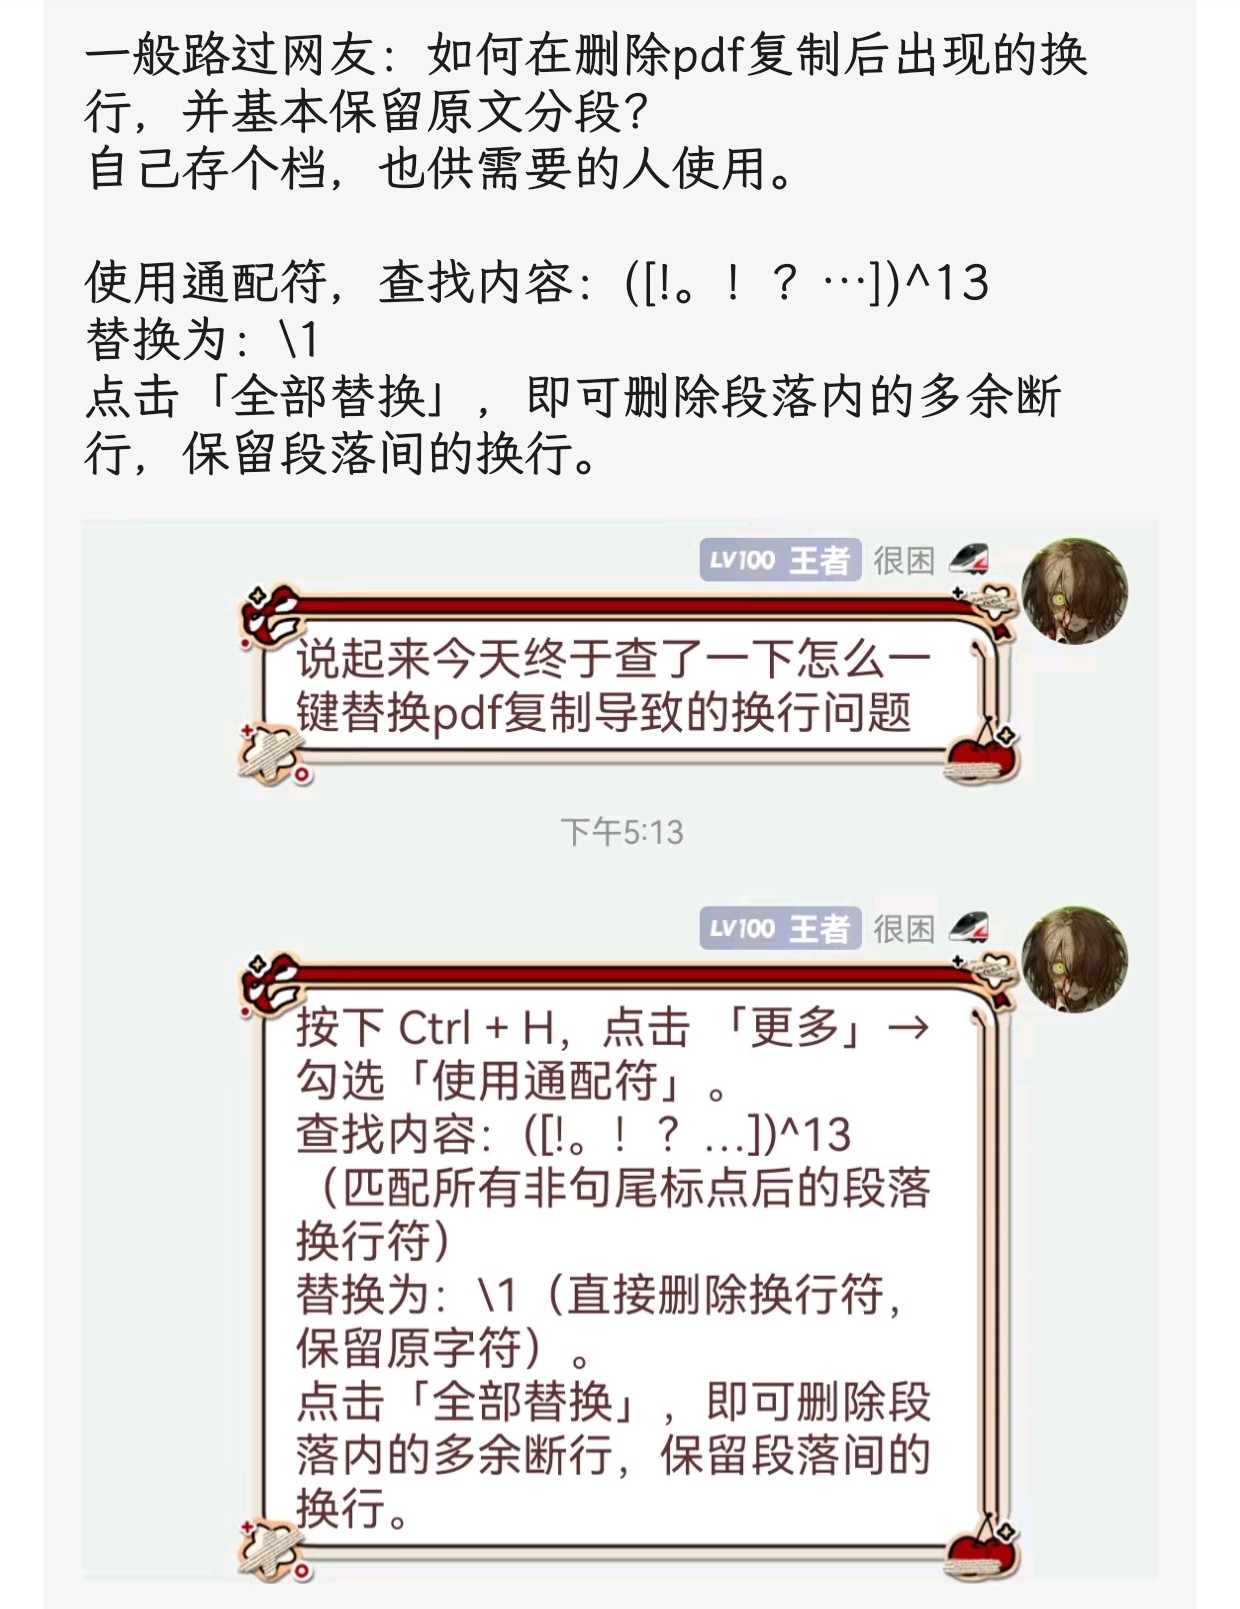 一般路过网友：如何在删除pdf复制后出现的换
行，并基本保留原文分段？
自己存个档，也供需要的人使用。
使用通配符，查找内容：([!。！？…])^13
替换为：\1
点击「全部替换」，即可删除段落内的多余断
行，保留段落间的换行。
LV100 王者 很困
说起来今天终于查了一下怎么一
键替换pdf复制导致的换行问题
下午5:13
LV100 王者 很困
按下 Ctrl + H，点击 「更多」→
勾选「使用通配符」。
查找内容：([!。！？…])^13
（匹配所有非句尾标点后的段落
换行符）
替换为：\1（直接删除换行符，
保留原字符）。
点击「全部替换」，即可删除段
落内的多余断行，保留段落间的
换行。